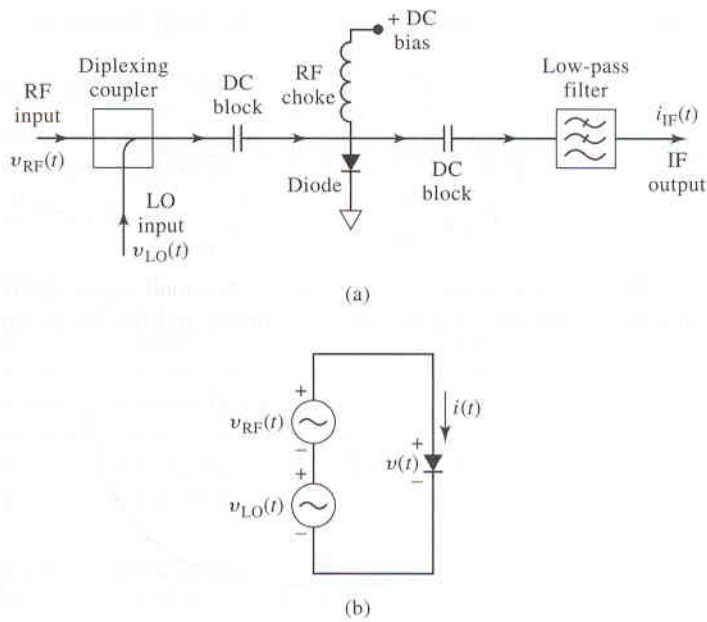 + DC
bias
Diplexing
coupler
DC
block
RF
choke
Low-pass
filter
RF
input
v_RF(t)
i_IF(t)
IF
output
Diode
DC
block
LO
input
v_LO(t)
(a)
+
v_RF(t)
−
+
v_LO(t)
−
i(t)
+
v(t)
−
(b)